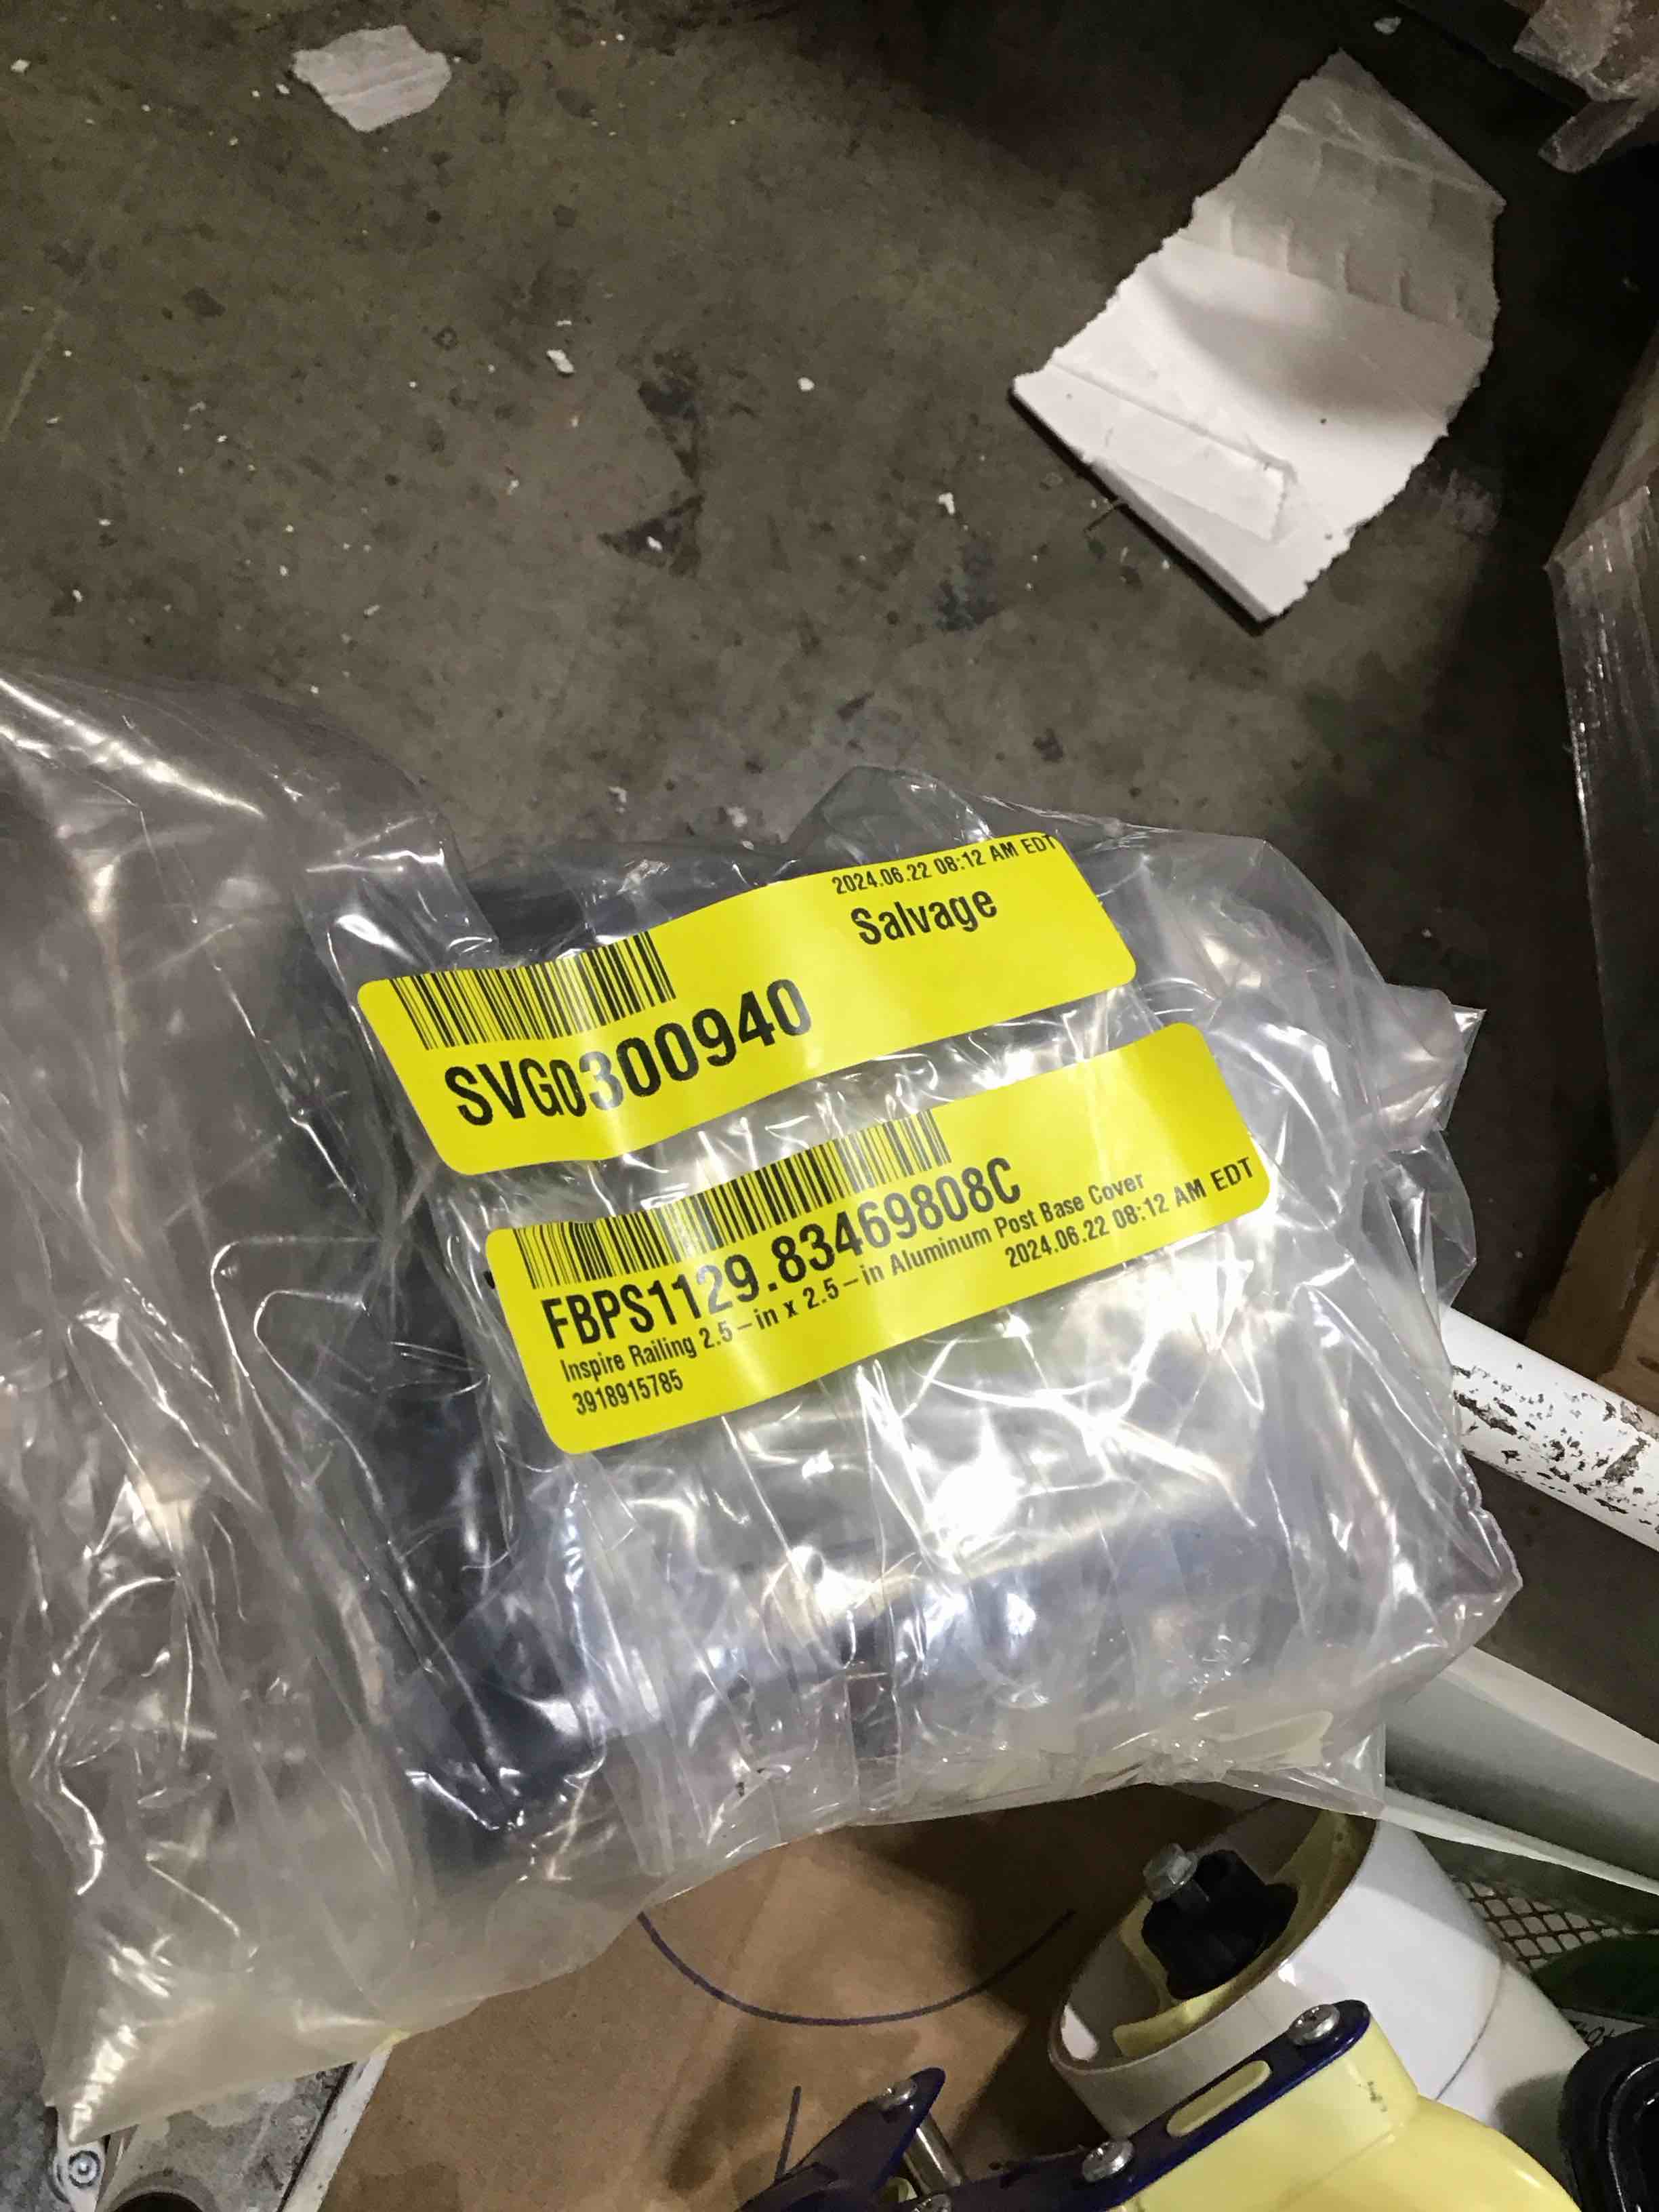 2024.06.22 08:12 AM EDT
Salvage
SVG0300940
FBPS1129.83469808C
Inspire Railing 2.5-in x 2.5-in Aluminum Post Base Cover
2024.06.22 08:12 AM EDT
3918915785